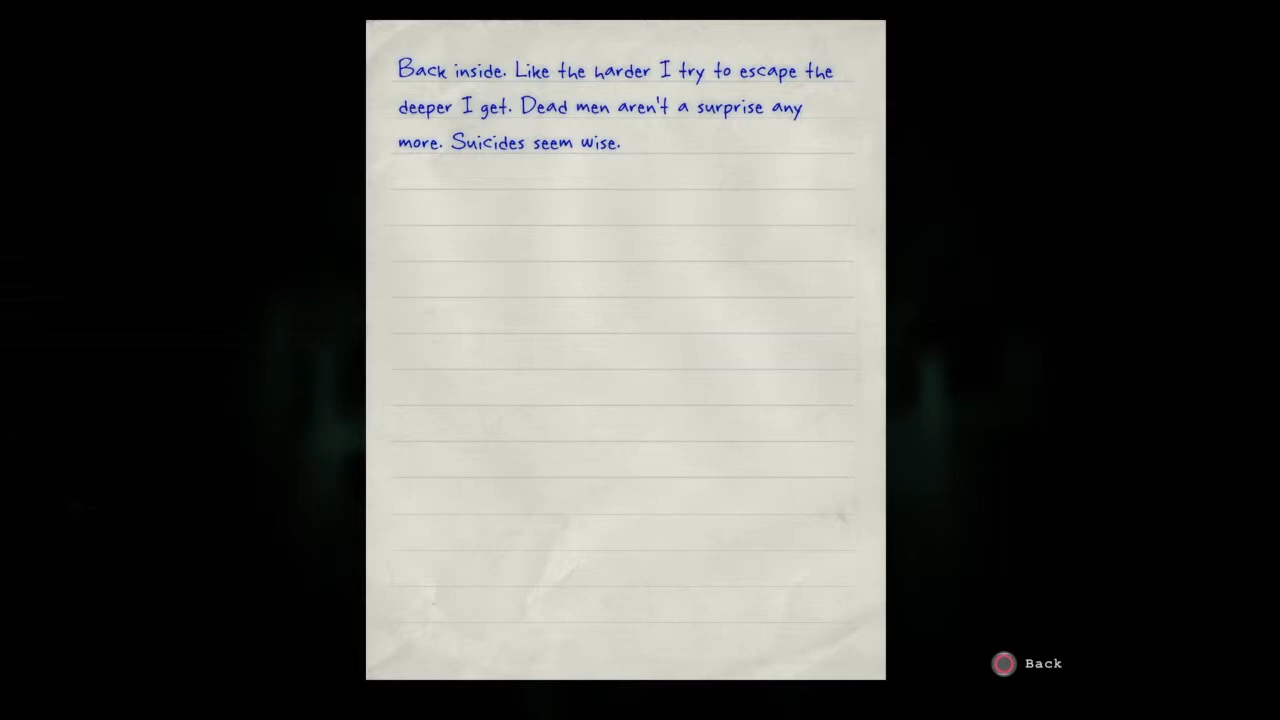 Back inside. Like the harder I try to escape the
deeper I get. Dead men aren't a surprise any
more. Suicides seem wise.
Back